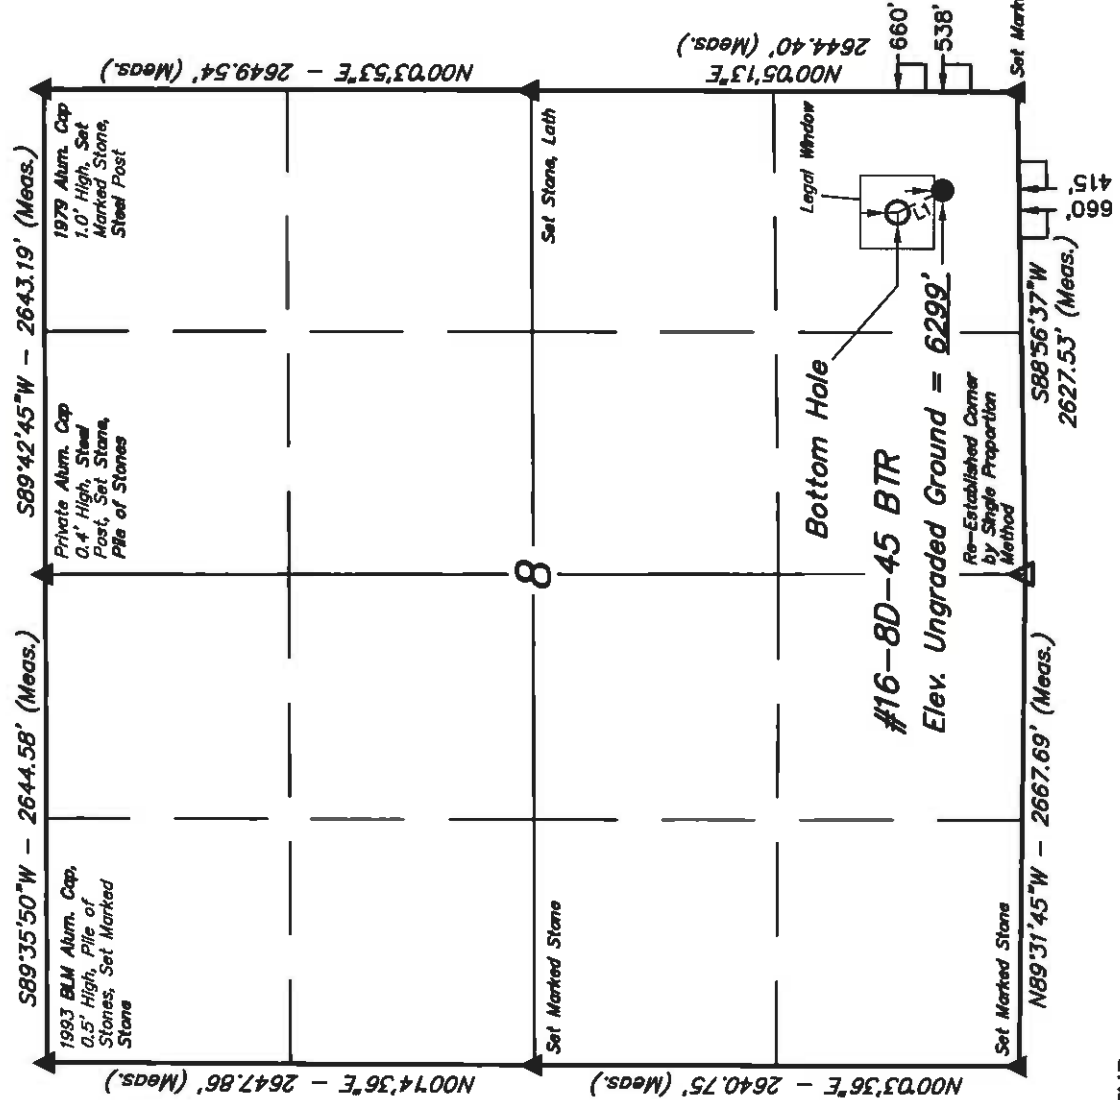 S89°35'50"W - 2644.58' (Meas.)
S89°42'45"W - 2643.19' (Meas.)
1993 BLM Alum. Cap,
0.5' High, Pile of
Stones, Set Marked
Stone
Private Alum. Cap
0.4' High, Steel
Post, Set Stone,
Pile of Stones
1979 Alum. Cap
1.0' High, Set
Marked Stone,
Steel Post
N00°14'36"E - 2647.86' (Meas.)
N00°03'53"E - 2649.54' (Meas.)
8
Set Marked Stone
Set Stone, Lath
N00°03'36"E - 2640.75' (Meas.)
N00°05'13"E
2644.40' (Meas.)
Legal Window
Bottom Hole
L1
660'
538'
#16-8D-45 BTR
Elev. Ungraded Ground = 6299'
Re-Established Corner
by Single Proportion
Method
Set Marked Stone
Set
N89°31'45"W - 2667.69' (Meas.)
S88°56'37"W
2627.53' (Meas.)
660'
415'